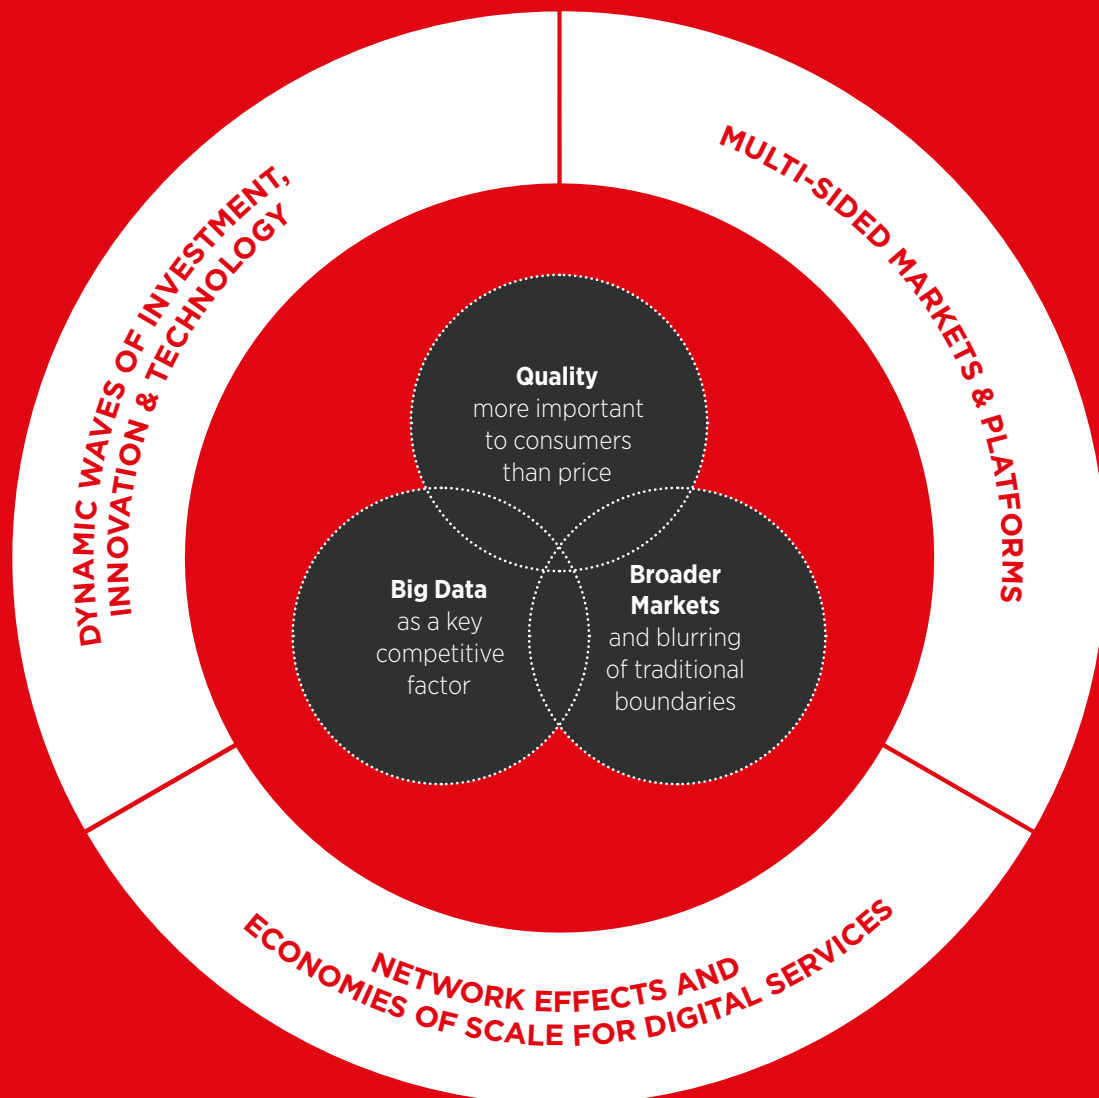 DYNAMIC WAVES OF INVESTMENT,
INNOVATION & TECHNOLOGY
MULTI-SIDED MARKETS & PLATFORMS
Quality
more important
to consumers
than price
Big Data
as a key
competitive
factor
Broader
Markets
and blurring
of traditional
boundaries
NETWORK EFFECTS AND
ECONOMIES OF SCALE FOR DIGITAL SERVICES